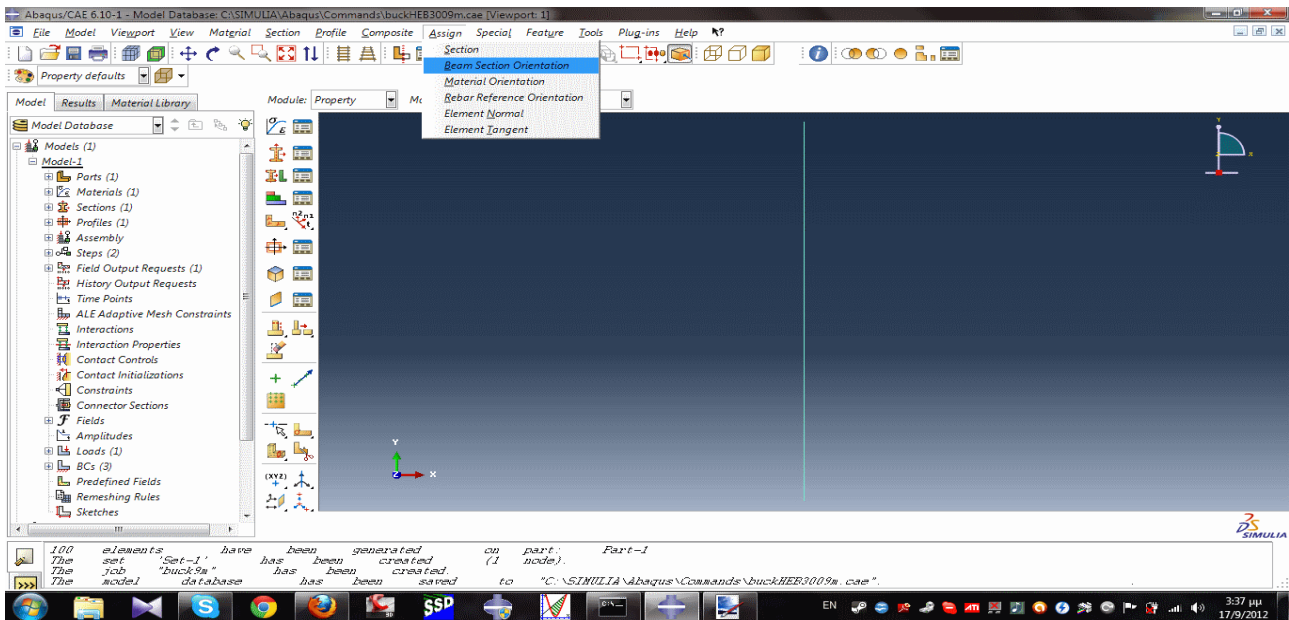 Abaqus/CAE 6.10-1 - Model Database: C:\SIMULIA\Abaqus\Commands\buckHEB3009m.cae [Viewport: 1]
File Model Viewport View Material Section Profile Composite Assign Special Feature Tools Plug-ins Help
Section
Beam Section Orientation
Material Orientation
Rebar Reference Orientation
Element Normal
Element Tangent
Property defaults
Model Results Material Library
Module: Property
Model Database
Models (1)
Model-1
Parts (1)
Materials (1)
Sections (1)
Profiles (1)
Assembly
Steps (2)
Field Output Requests (1)
History Output Requests
Time Points
ALE Adaptive Mesh Constraints
Interactions
Interaction Properties
Contact Controls
Contact Initializations
Constraints
Connector Sections
Fields
Amplitudes
Loads (1)
BCs (3)
Predefined Fields
Remeshing Rules
Sketches
(XYZ)
Y
X
Z
Y
X
SIMULIA
100 elements have been generated on part: Part-1
The set 'Set-1' has been created (1 node).
The job "buck9m" has been created.
The model database has been saved to "C:\SIMULIA\Abaqus\Commands\buckHEB3009m.cae".
SSD
EN
3:37 μμ
17/9/2012